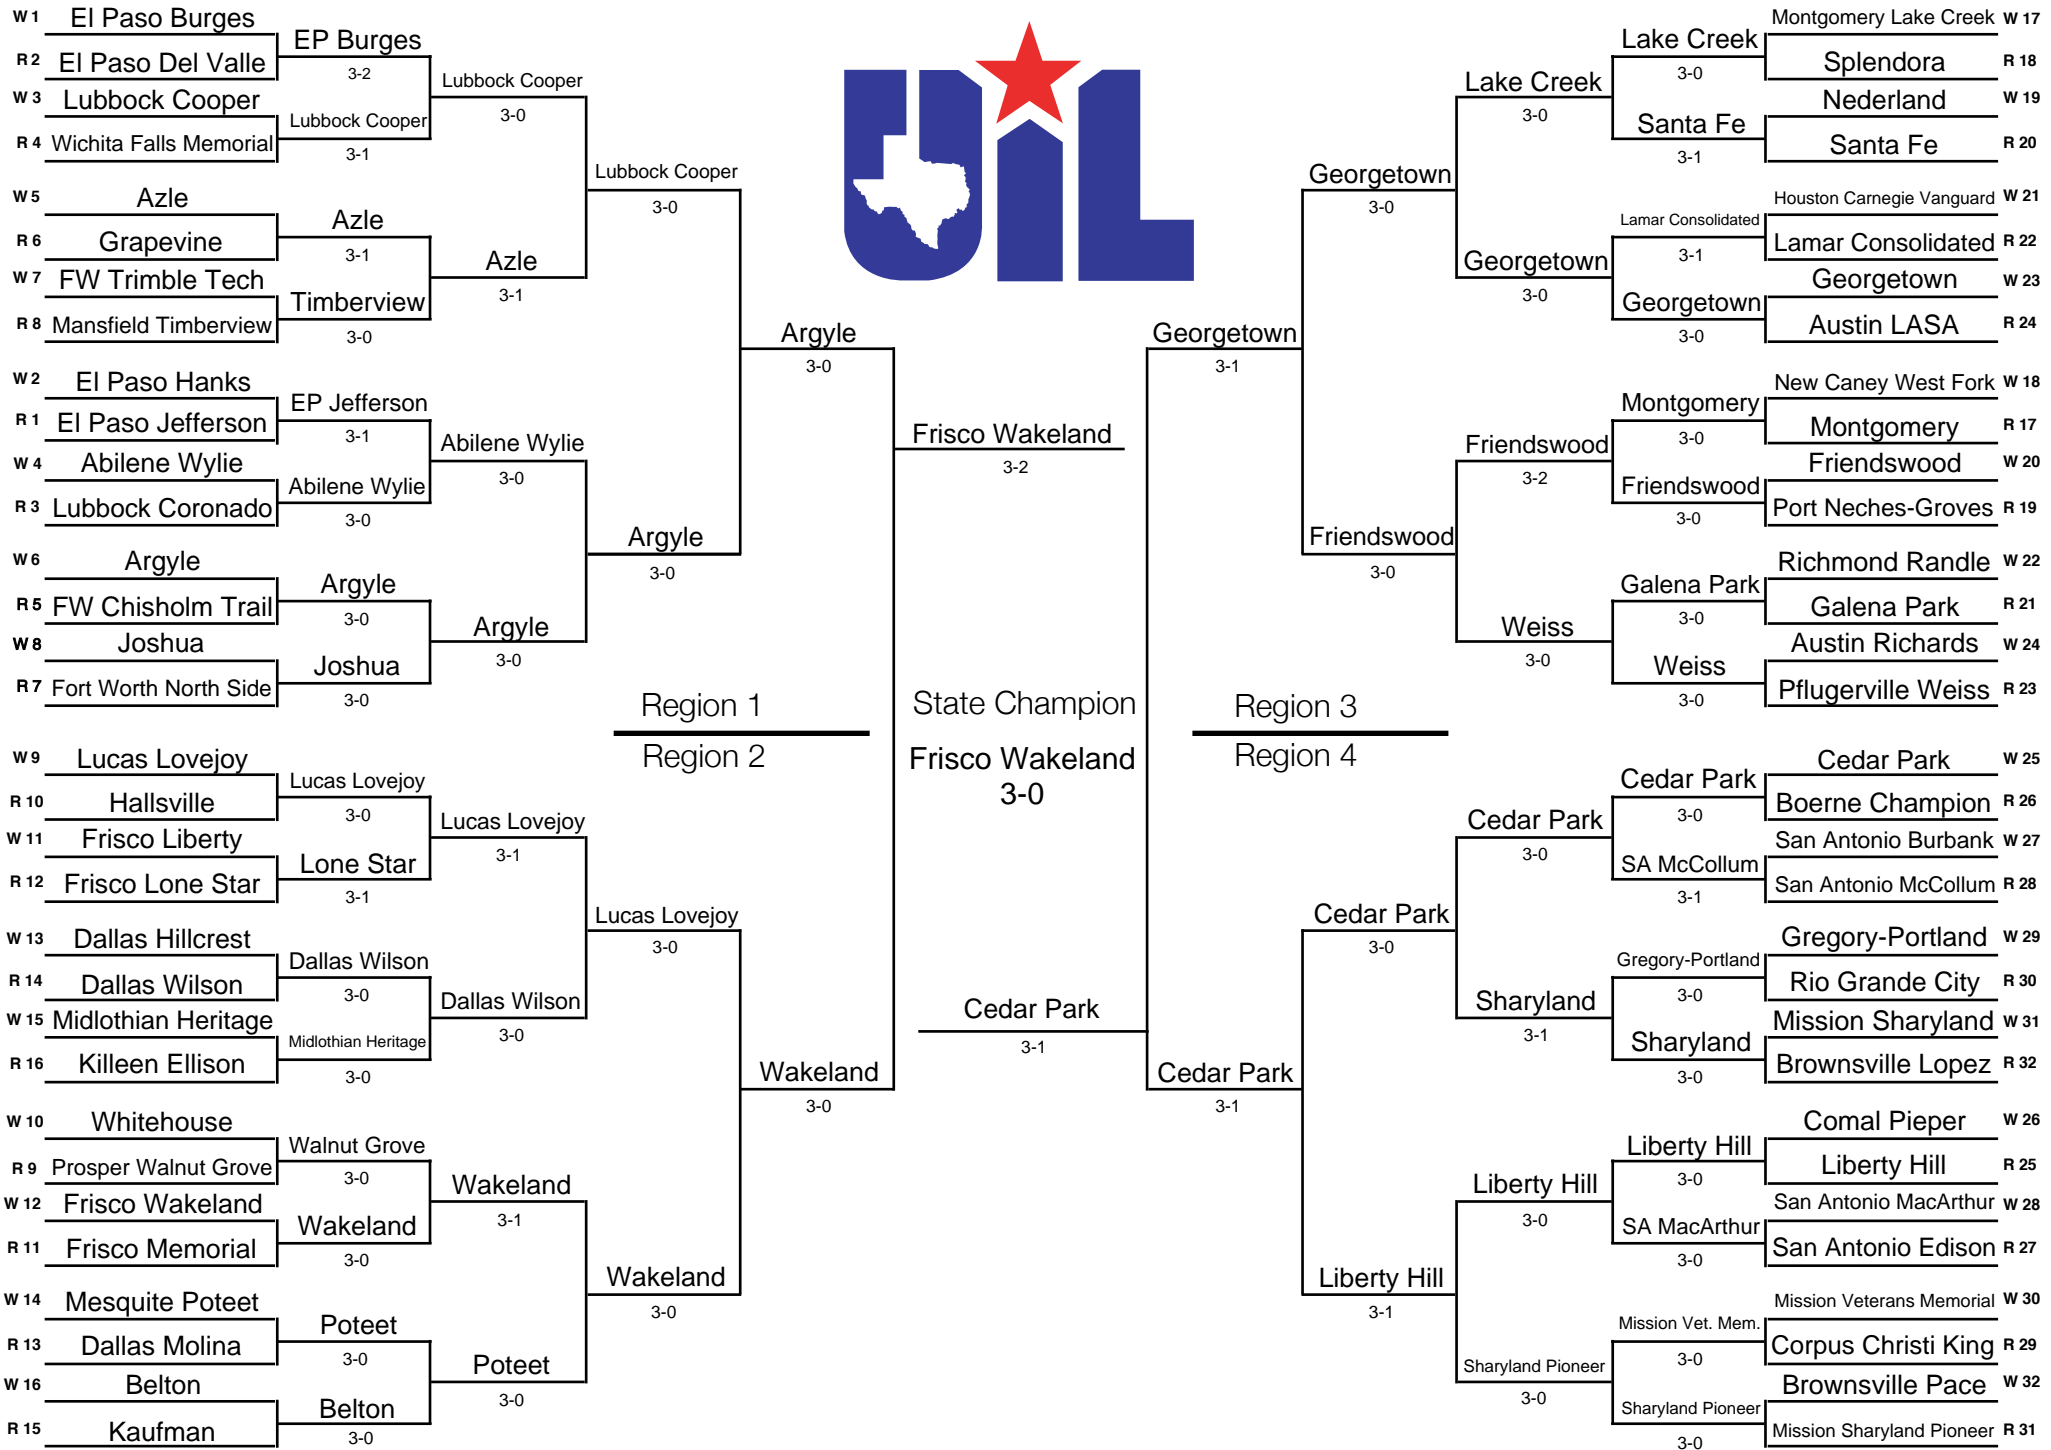 W 1 El Paso Burges
R 2 El Paso Del Valle
W 3 Lubbock Cooper
R 4 Wichita Falls Memorial
W 5 Azle
R 6 Grapevine
W 7 FW Trimble Tech
R 8 Mansfield Timberview
W 2 El Paso Hanks
R 1 El Paso Jefferson
W 4 Abilene Wylie
R 3 Lubbock Coronado
W 6 Argyle
R 5 FW Chisholm Trail
W 8 Joshua
R 7 Fort Worth North Side
W 9 Lucas Lovejoy
R 10 Hallsville
W 11 Frisco Liberty
R 12 Frisco Lone Star
W 13 Dallas Hillcrest
R 14 Dallas Wilson
W 15 Midlothian Heritage
R 16 Killeen Ellison
W 10 Whitehouse
R 9 Prosper Walnut Grove
W 12 Frisco Wakeland
R 11 Frisco Memorial
W 14 Mesquite Poteet
R 13 Dallas Molina
W 16 Belton
R 15 Kaufman
EP Burges
3-2
Lubbock Cooper
3-1
Azle
3-1
Timberview
3-0
EP Jefferson
3-1
Abilene Wylie
3-0
Argyle
3-0
Joshua
3-0
Lucas Lovejoy
3-0
Lone Star
3-1
Dallas Wilson
3-0
Midlothian Heritage
3-0
Walnut Grove
3-0
Wakeland
3-0
Poteet
3-0
Belton
3-0
Lubbock Cooper
3-0
Azle
3-1
Abilene Wylie
3-0
Argyle
3-0
Lucas Lovejoy
3-1
Dallas Wilson
3-0
Wakeland
3-1
Poteet
3-0
Lubbock Cooper
3-0
Argyle
3-0
Lucas Lovejoy
3-0
Wakeland
3-0
Argyle
3-0
Wakeland
3-0
Region 1
Region 2
UIL
Frisco Wakeland
3-2
State Champion
Frisco Wakeland
3-0
Cedar Park
3-1
Region 3
Region 4
Georgetown
3-1
Cedar Park
3-1
Georgetown
3-0
Friendswood
3-0
Cedar Park
3-0
Liberty Hill
3-1
Lake Creek
3-0
Georgetown
3-0
Friendswood
3-2
Weiss
3-0
Cedar Park
3-0
Sharyland
3-1
Liberty Hill
3-0
Sharyland Pioneer
3-0
Lake Creek
3-0
Santa Fe
3-1
Lamar Consolidated
3-1
Georgetown
3-0
Montgomery
3-0
Friendswood
3-0
Galena Park
3-0
Weiss
3-0
Cedar Park
3-0
SA McCollum
3-1
Gregory-Portland
3-0
Sharyland
3-0
Liberty Hill
3-0
SA MacArthur
3-0
Mission Vet. Mem.
3-0
Sharyland Pioneer
3-0
Montgomery Lake Creek W 17
Splendora R 18
Nederland W 19
Santa Fe R 20
Houston Carnegie Vanguard W 21
Lamar Consolidated R 22
Georgetown W 23
Austin LASA R 24
New Caney West Fork W 18
Montgomery R 17
Friendswood W 20
Port Neches-Groves R 19
Richmond Randle W 22
Galena Park R 21
Austin Richards W 24
Pflugerville Weiss R 23
Cedar Park W 25
Boerne Champion R 26
San Antonio Burbank W 27
San Antonio McCollum R 28
Gregory-Portland W 29
Rio Grande City R 30
Mission Sharyland W 31
Brownsville Lopez R 32
Comal Pieper W 26
Liberty Hill R 25
San Antonio MacArthur W 28
San Antonio Edison R 27
Mission Veterans Memorial W 30
Corpus Christi King R 29
Brownsville Pace W 32
Mission Sharyland Pioneer R 31